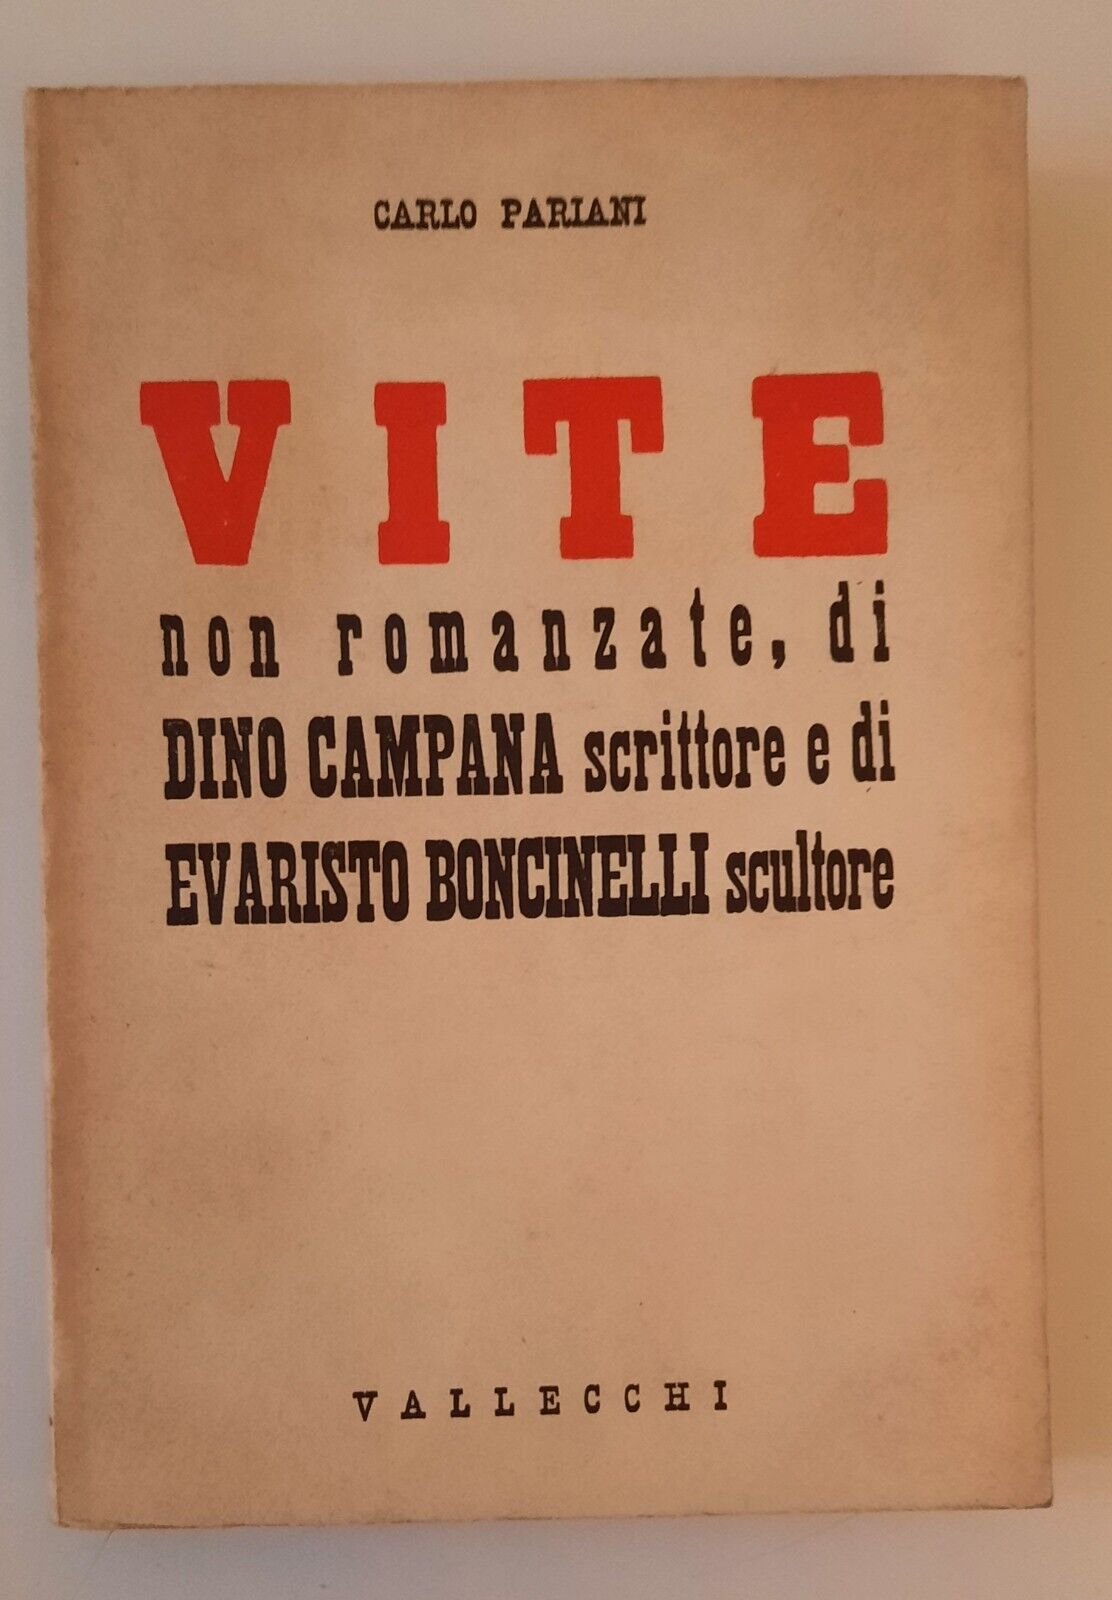 CARLO PARIANI
VITE
non romanzate, di
DINO CAMPANA scrittore e di
EVARISTO BONCINELLI scultore
VALLECCHI